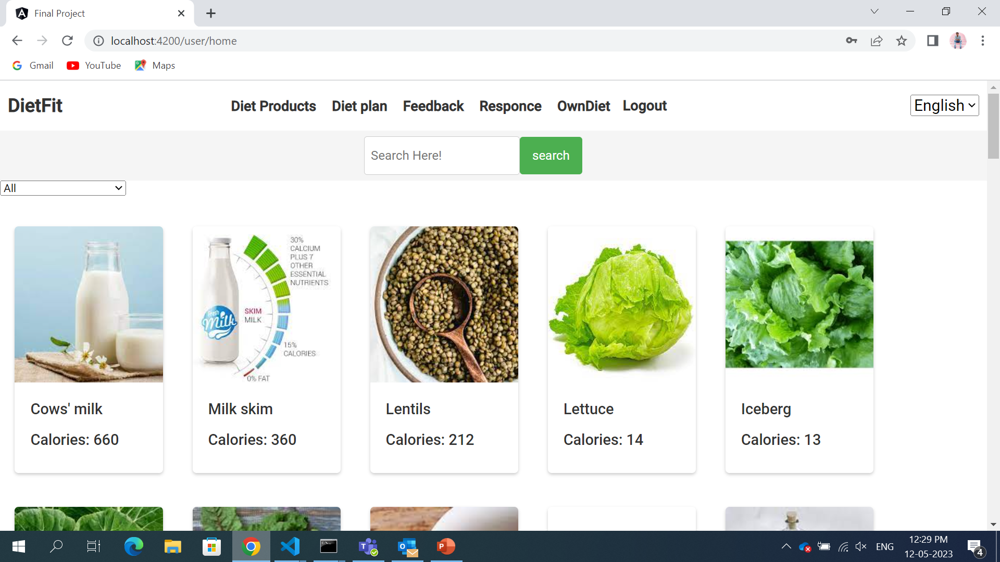 Final Project
localhost:4200/user/home
Gmail YouTube Maps
DietFit Diet Products Diet plan Feedback Responce OwnDiet Logout English
Search Here! search
All
30%
CALCIUM
PLUS 7
OTHER
ESSENTIAL
NUTRIENTS
Fresh
Milk
SKIM
MILK
15%
CALORIES
0% FAT
Cows' milk Milk skim Lentils Lettuce Iceberg
Calories: 660 Calories: 360 Calories: 212 Calories: 14 Calories: 13
ENG
12:29 PM
12-05-2023
4